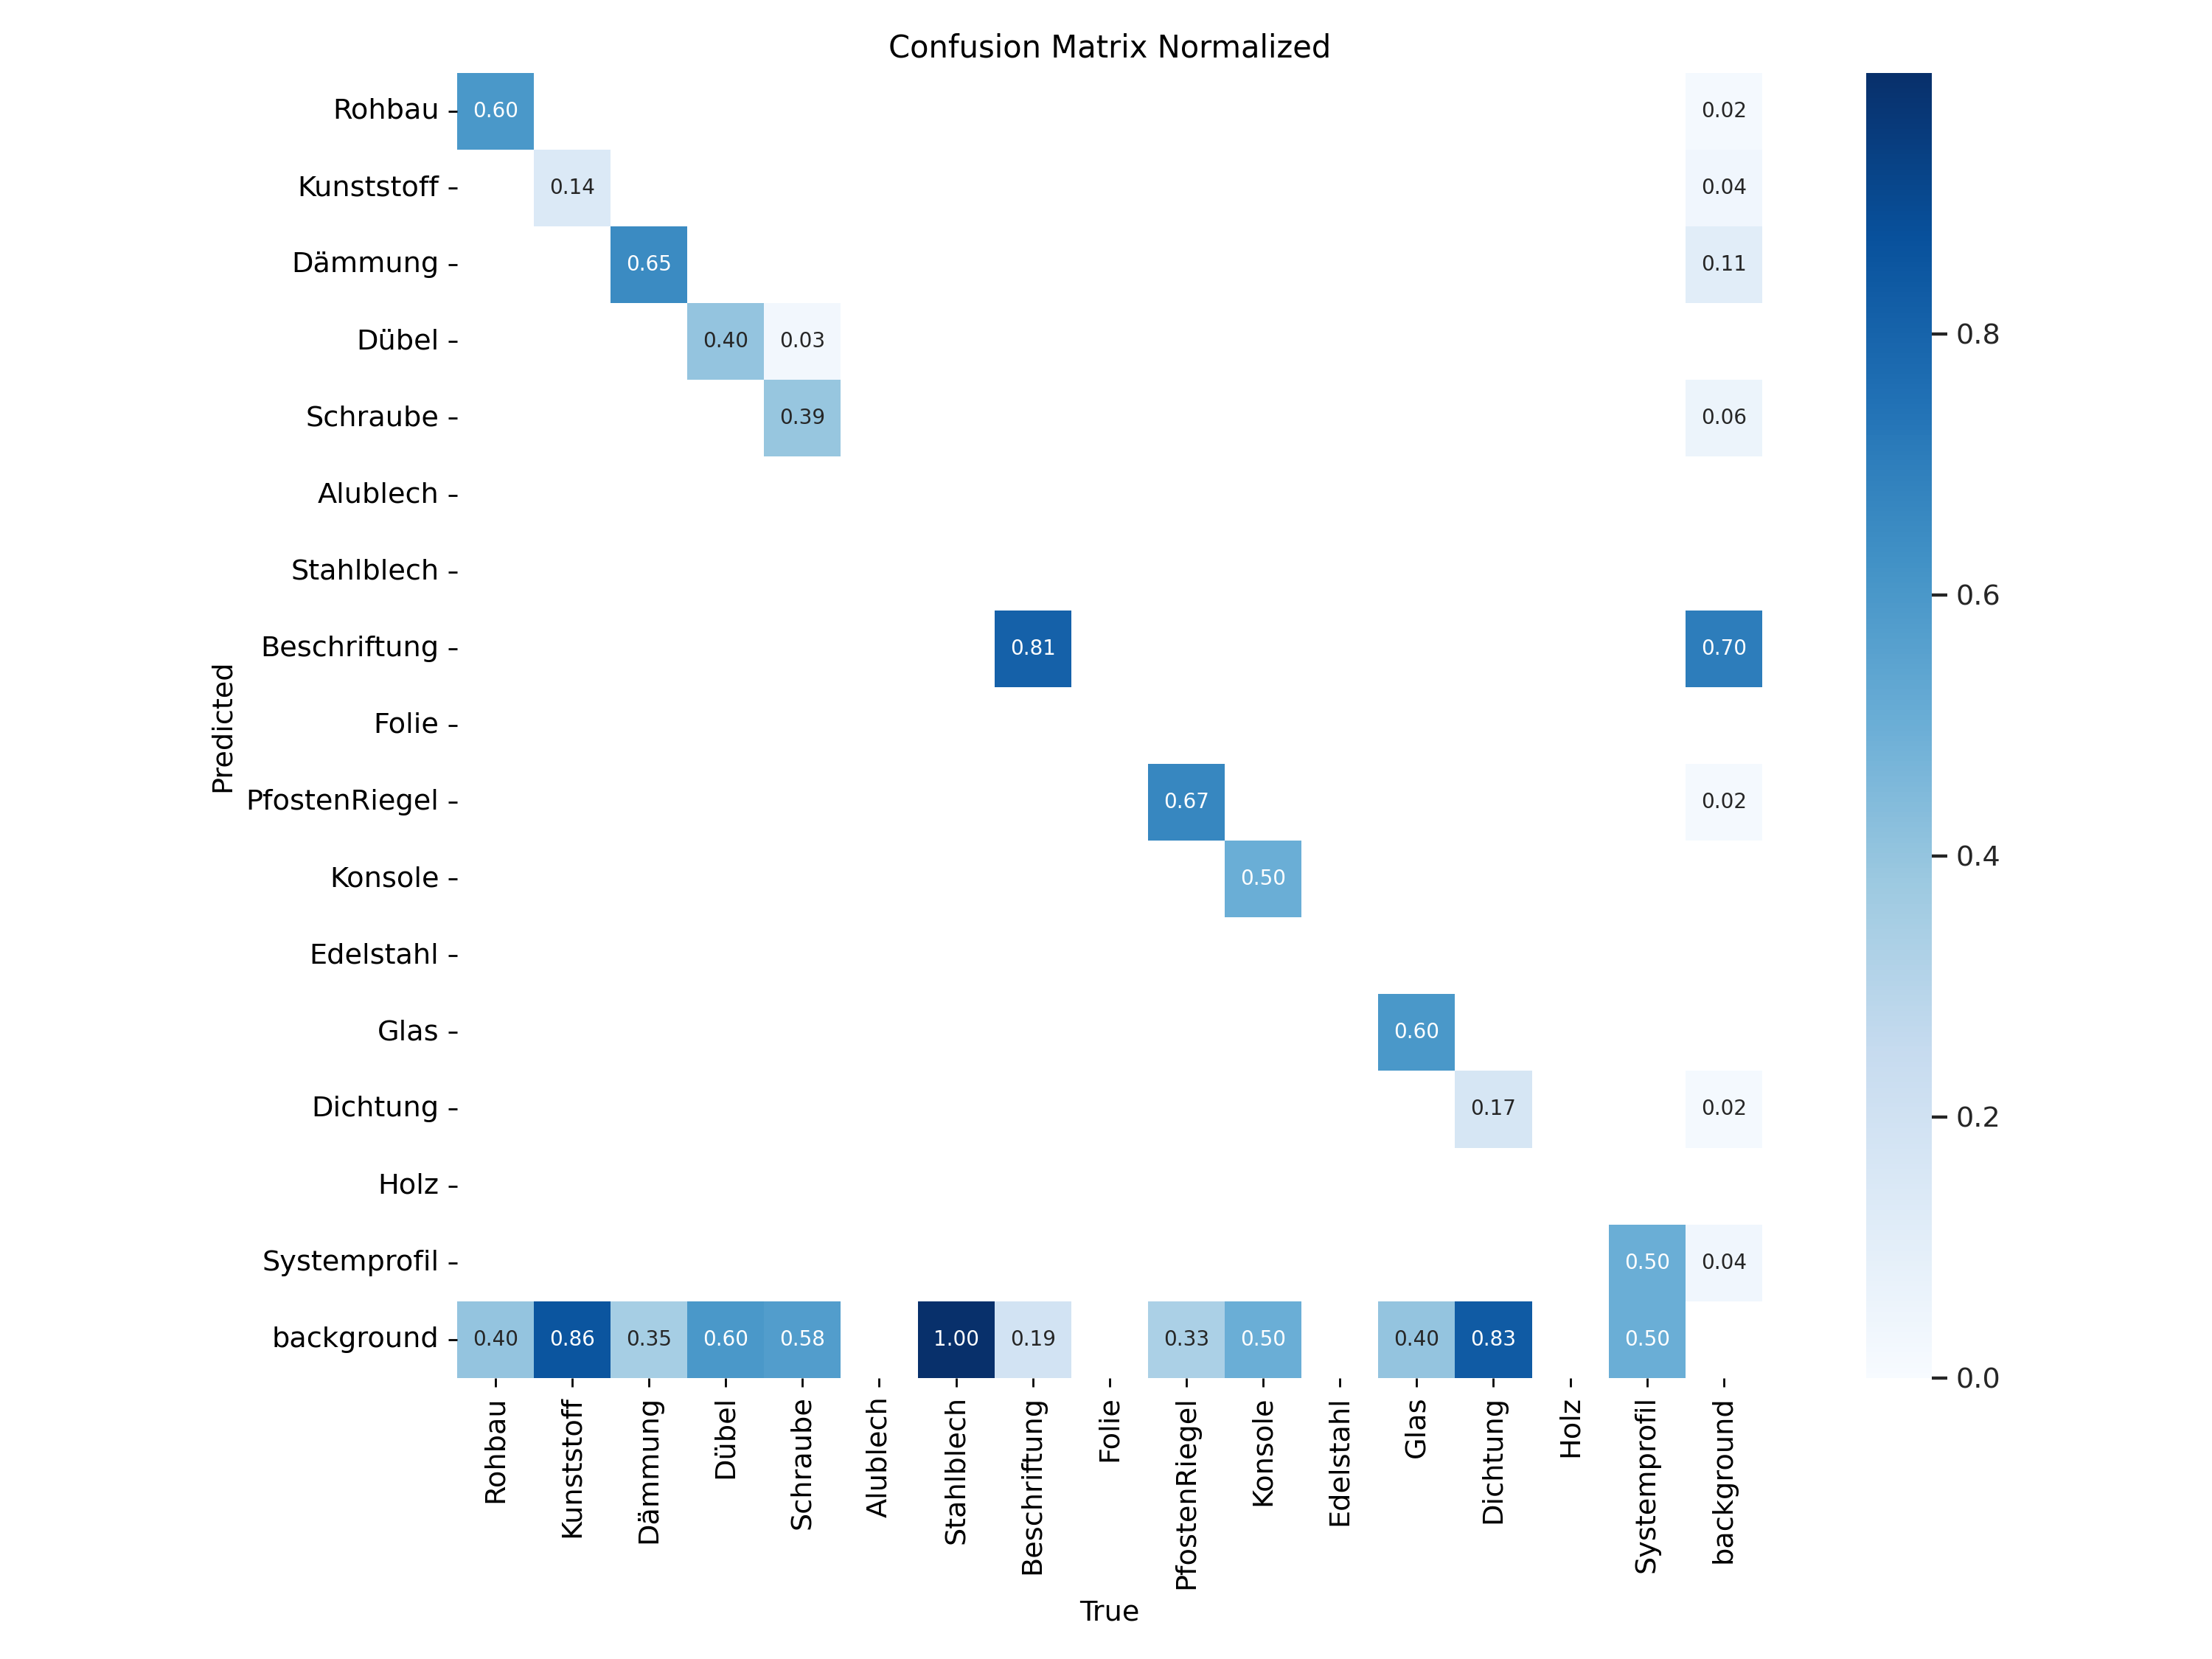 Confusion Matrix Normalized
Rohbau 0.60 0.02
Kunststoff 0.14 0.04
Dämmung 0.65 0.11
Dübel 0.40 0.03
Schraube 0.39 0.06
Alublech
Stahlblech
Beschriftung 0.81 0.70
Folie
PfostenRiegel 0.67 0.02
Konsole 0.50
Edelstahl
Glas 0.60
Dichtung 0.17 0.02
Holz
Systemprofil 0.50 0.04
background 0.40 0.86 0.35 0.60 0.58 1.00 0.19 0.33 0.50 0.40 0.83 0.50
Predicted
Rohbau
Kunststoff
Dämmung
Dübel
Schraube
Alublech
Stahlblech
Beschriftung
Folie
PfostenRiegel
Konsole
Edelstahl
Glas
Dichtung
Holz
Systemprofil
background
True
0.8
0.6
0.4
0.2
0.0